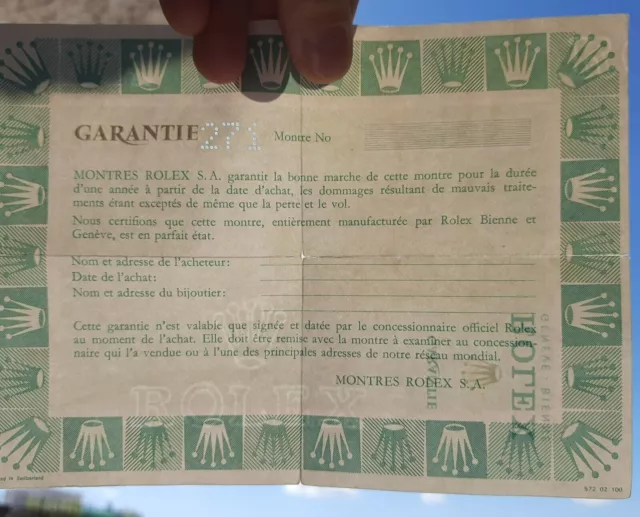 GARANTIE 271 Montre No
MONTRES ROLEX S.A. garantit la bonne marche de cette montre pour la durée
d'une année à partir de la date d'achat, les dommages résultant de mauvais traite-
ments étant exceptés de même que la perte et le vol.
Nous certifions que cette montre, entièrement manufacturée par Rolex Bienne et
Genève, est en parfait état.
Nom et adresse de l'acheteur:
Date de l'achat:
Nom et adresse du bijoutier:
Cette garantie n'est valable que signée et datée par le concessionnaire officiel Rolex
au moment de l'achat. Elle doit être remise avec la montre à examiner au concession-
naire qui l'a vendue ou à l'une des principales adresses de notre réseau mondial.
MONTRES ROLEX S.A.
ROLEX
ROLEX
GENÈVE BIENNE
in Switzerland
572 02 100